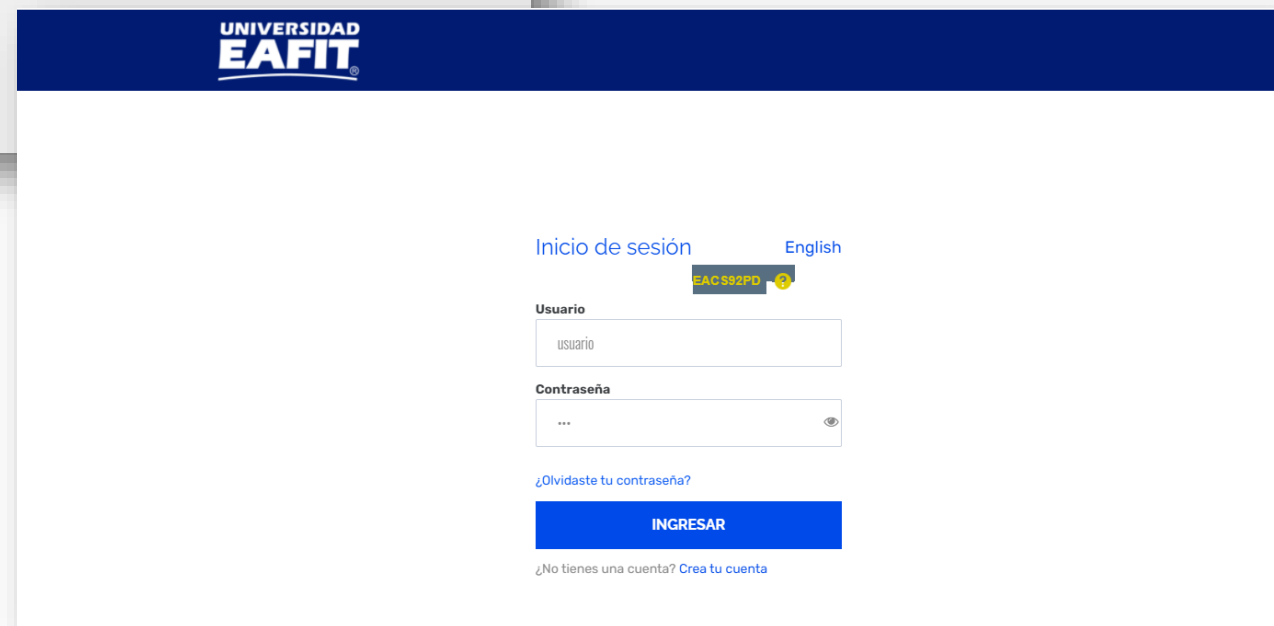 UNIVERSIDAD
EAFIT®
Inicio de sesión English
EACS92PD ?
Usuario
usuario
Contraseña
•••
¿Olvidaste tu contraseña?
INGRESAR
¿No tienes una cuenta? Crea tu cuenta